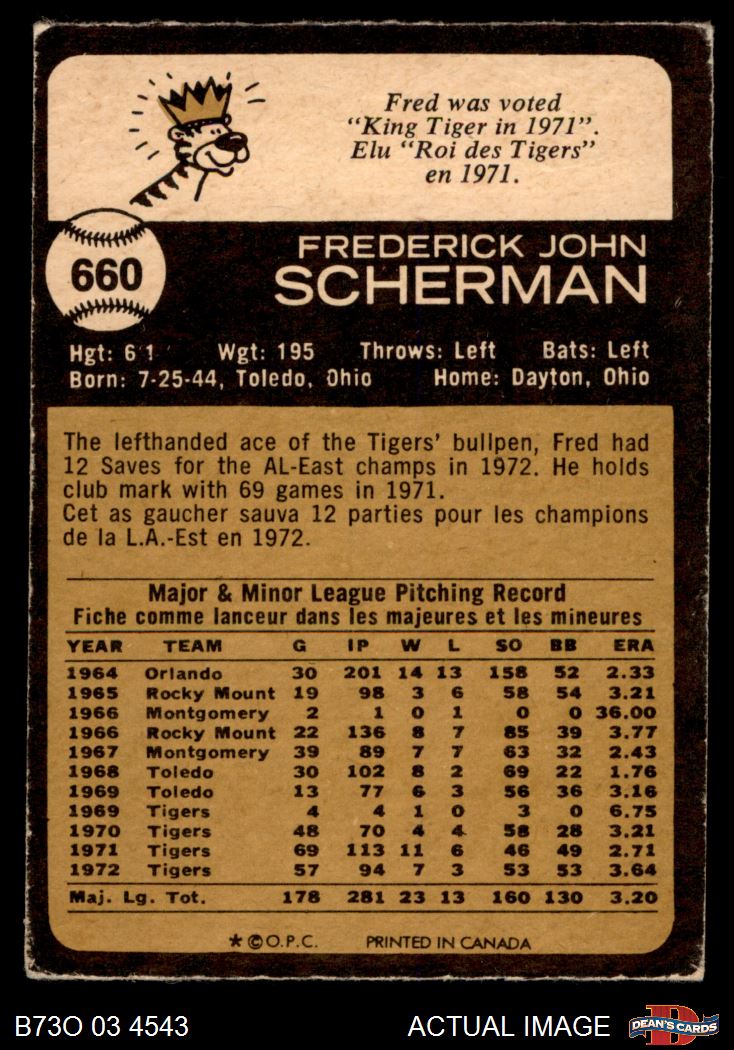 Fred was voted
"King Tiger in 1971".
Elu "Roi des Tigers"
en 1971.
660
FREDERICK JOHN
SCHERMAN
Hgt: 6 1 Wgt: 195 Throws: Left Bats: Left
Born: 7-25-44, Toledo, Ohio Home: Dayton, Ohio
The lefthanded ace of the Tigers' bullpen, Fred had
12 Saves for the AL-East champs in 1972. He holds
club mark with 69 games in 1971.
Cet as gaucher sauva 12 parties pour les champions
de la L.A.-Est en 1972.
Major & Minor League Pitching Record
Fiche comme lanceur dans les majeures et les mineures
YEAR TEAM G IP W L SO BB ERA
1964 Orlando 30 201 14 13 158 52 2.33
1965 Rocky Mount 19 98 3 6 58 54 3.21
1966 Montgomery 2 1 0 1 0 0 36.00
1966 Rocky Mount 22 136 8 7 85 39 3.77
1967 Montgomery 39 89 7 7 63 32 2.43
1968 Toledo 30 102 8 2 69 22 1.76
1969 Toledo 13 77 6 3 56 36 3.16
1969 Tigers 4 4 1 0 3 0 6.75
1970 Tigers 48 70 4 4 58 28 3.21
1971 Tigers 69 113 11 6 46 49 2.71
1972 Tigers 57 94 7 3 53 53 3.64
Maj. Lg. Tot. 178 281 23 13 160 130 3.20
* © O.P.C. PRINTED IN CANADA
B73O 03 4543 ACTUAL IMAGE D DEAN'S CARDS